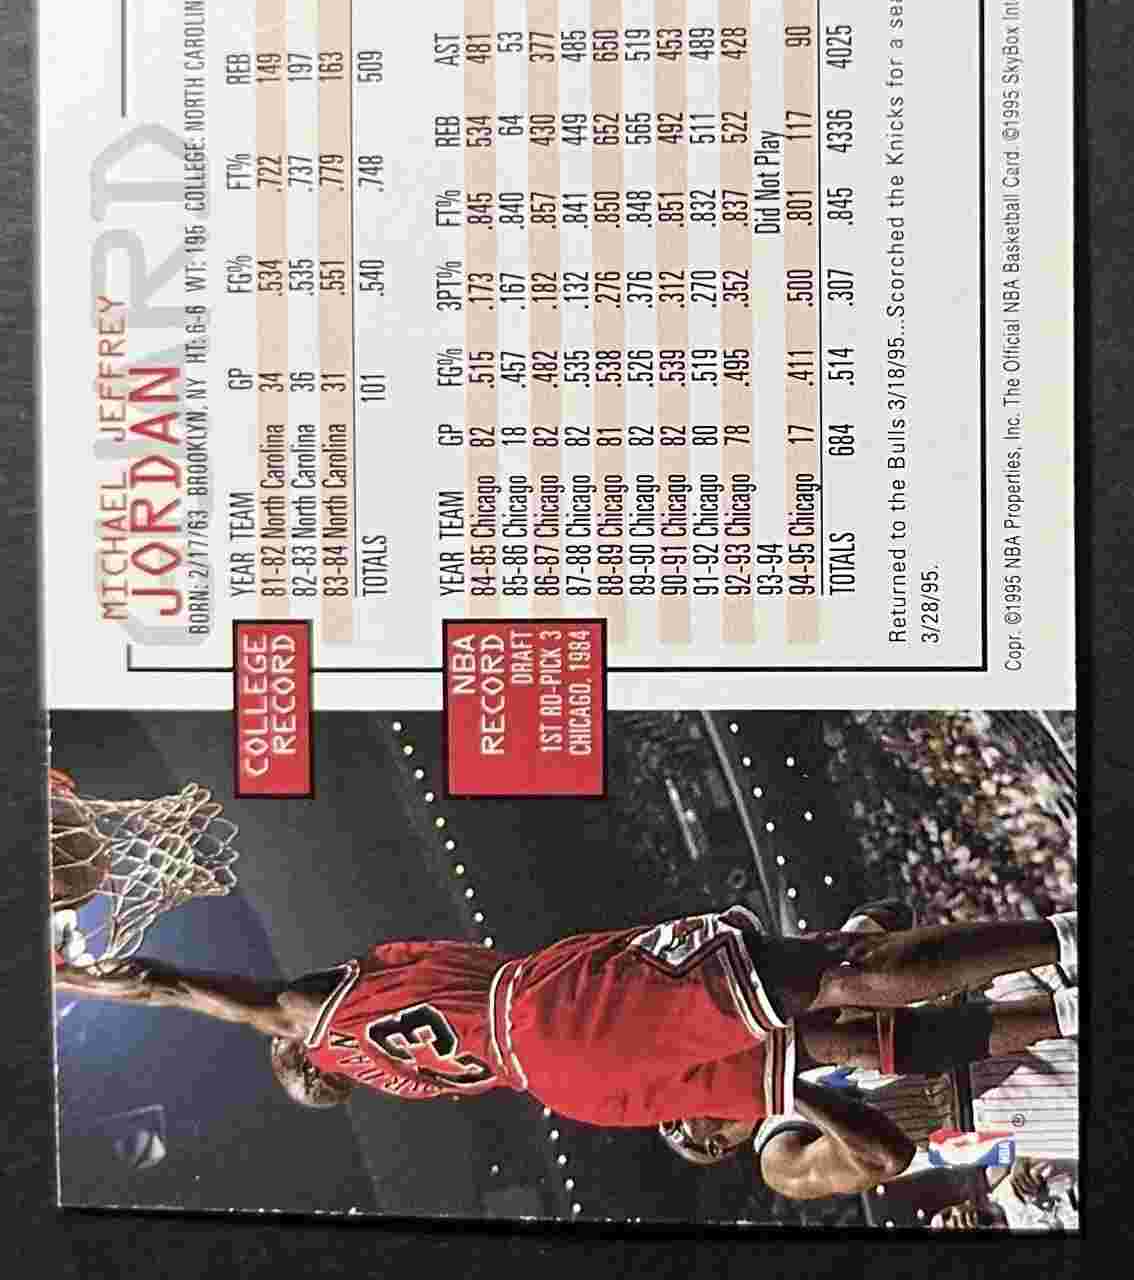 MICHAEL JEFFREY
JORDAN
BORN: 2/17/63 BROOKLYN, NY HT: 6-6 WT: 195 COLLEGE: NORTH CAROLIN
COLLEGE
RECORD
YEAR TEAM GP FG% FT% REB
81-82 North Carolina 34 .534 .722 149
82-83 North Carolina 36 .535 .737 197
83-84 North Carolina 31 .551 .779 163
TOTALS 101 .540 .748 509
NBA
RECORD
DRAFT
1ST RD-PICK 3
CHICAGO, 1984
YEAR TEAM GP FG% 3PT% FT% REB AST
84-85 Chicago 82 .515 .173 .845 534 481
85-86 Chicago 18 .457 .167 .840 64 53
86-87 Chicago 82 .482 .182 .857 430 377
87-88 Chicago 82 .535 .132 .841 449 485
88-89 Chicago 81 .538 .276 .850 652 650
89-90 Chicago 82 .526 .376 .848 565 519
90-91 Chicago 82 .539 .312 .851 492 453
91-92 Chicago 80 .519 .270 .832 511 489
92-93 Chicago 78 .495 .352 .837 522 428
93-94 Did Not Play
94-95 Chicago 17 .411 .500 .801 117 90
TOTALS 684 .514 .307 .845 4336 4025
Returned to the Bulls 3/18/95...Scorched the Knicks for a sea
3/28/95.
Copr. ©1995 NBA Properties, Inc. The Official NBA Basketball Card. ©1995 SkyBox Int
NBA
®